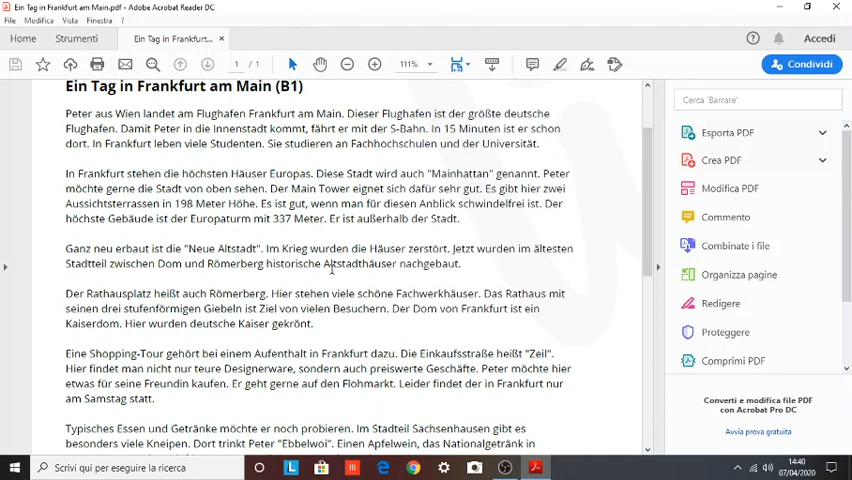 Ein Tag in Frankfurt am Main.pdf - Adobe Acrobat Reader DC
File Modifica Vista Finestra ?
Home Strumenti Ein Tag in Frankfurt... × Accedi
1 / 1 111% Condividi
Ein Tag in Frankfurt am Main (B1)
Peter aus Wien landet am Flughafen Frankfurt am Main. Dieser Flughafen ist der größte deutsche
Flughafen. Damit Peter in die Innenstadt kommt, fährt er mit der S-Bahn. In 15 Minuten ist er schon
dort. In Frankfurt leben viele Studenten. Sie studieren an Fachhochschulen und der Universität.
In Frankfurt stehen die höchsten Häuser Europas. Diese Stadt wird auch "Mainhattan" genannt. Peter
möchte gerne die Stadt von oben sehen. Der Main Tower eignet sich dafür sehr gut. Es gibt hier zwei
Aussichtsterrassen in 198 Meter Höhe. Es ist gut, wenn man für diesen Anblick schwindelfrei ist. Der
höchste Gebäude ist der Europaturm mit 337 Meter. Er ist außerhalb der Stadt.
Ganz neu erbaut ist die "Neue Altstadt". Im Krieg wurden die Häuser zerstört. Jetzt wurden im ältesten
Stadtteil zwischen Dom und Römerberg historische Altstadthäuser nachgebaut.
Der Rathausplatz heißt auch Römerberg. Hier stehen viele schöne Fachwerkhäuser. Das Rathaus mit
seinen drei stufenförmigen Giebeln ist Ziel von vielen Besuchern. Der Dom von Frankfurt ist ein
Kaiserdom. Hier wurden deutsche Kaiser gekrönt.
Eine Shopping-Tour gehört bei einem Aufenthalt in Frankfurt dazu. Die Einkaufsstraße heißt "Zeil".
Hier findet man nicht nur teure Designerware, sondern auch preiswerte Geschäfte. Peter möchte hier
etwas für seine Freundin kaufen. Er geht gerne auf den Flohmarkt. Leider findet der in Frankfurt nur
am Samstag statt.
Typisches Essen und Getränke möchte er noch probieren. Im Stadteil Sachsenhausen gibt es
besonders viele Kneipen. Dort trinkt Peter "Ebbelwoi". Einen Apfelwein, das Nationalgetränk in
Cerca 'Barrare'
Esporta PDF
Crea PDF
Modifica PDF
Commento
Combinate i file
Organizza pagine
Redigere
Proteggere
Comprimi PDF
Converti e modifica file PDF
con Acrobat Pro DC
Avvia prova gratuita
Scrivi qui per eseguire la ricerca
14:40
07/04/2020